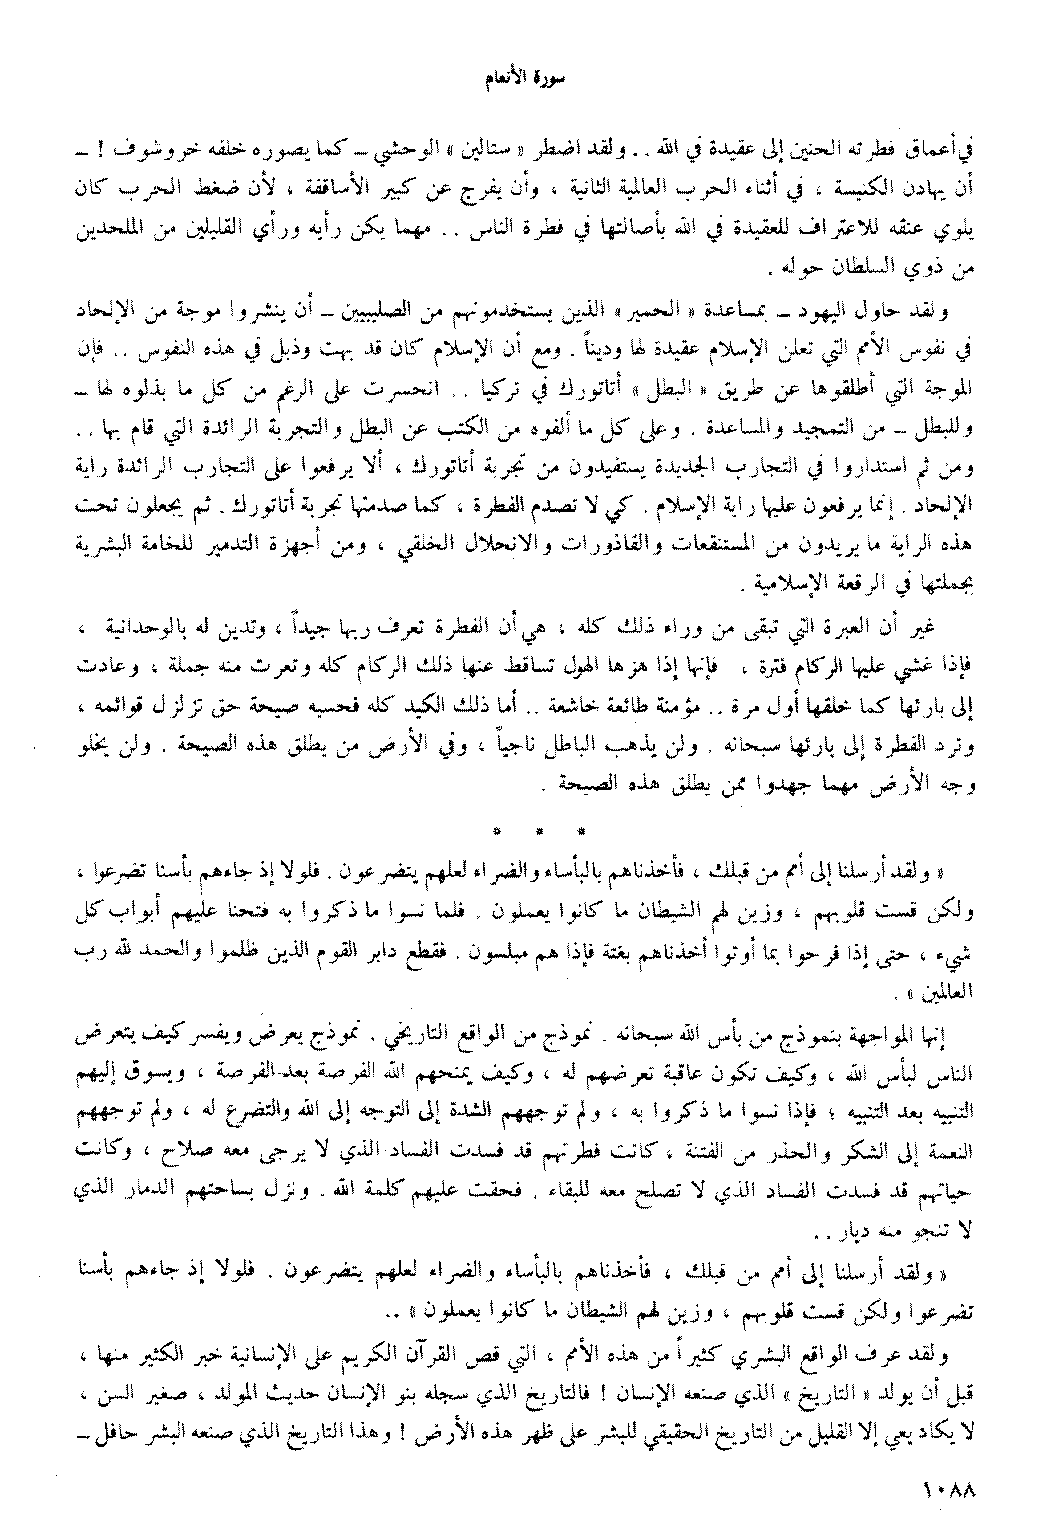 سورة الأنعام
في أعماق فطرته الحنين إلى عقيدة في الله .. ولقد اضطر « ستالين » الوحشي ــ كما يصوره خلفه خروشوف ! ــ
أن يهادن الكنيسة ، في أثناء الحرب العالمية الثانية ، وأن يفرج عن كبير الأساقفة ، لأن ضغط الحرب كان
يلوي عنقه للاعتراف للعقيدة في الله بأصالتها في فطرة الناس .. مهما يكن رأيه ورأي القليلين من الملحدين
من ذوي السلطان حوله .
ولقد حاول اليهود ــ بمساعدة « الحمير » الذين يستخدمونهم من الصليبيين ــ أن ينشروا موجة من الإلحاد
في نفوس الأمم التي تعلن الإسلام عقيدة لها وديناً . ومع أن الإسلام كان قد بهت وذبل في هذه النفوس .. فإن
الموجة التي أطلقوها عن طريق « البطل » أتاتورك في تركيا .. انحسرت على الرغم من كل ما بذلوه لها ــ
وللبطل ــ من التمجيد والمساعدة . وعلى كل ما ألفوه من الكتب عن البطل والتجربة الرائدة التي قام بها ..
ومن ثم استداروا في التجارب الجديدة يستفيدون من تجربة أتاتورك ، ألا يرفعوا على التجارب الرائدة راية
الإلحاد . إنما يرفعون عليها راية الإسلام . كي لا تصدم الفطرة ، كما صدمتها تجربة أتاتورك . ثم يجعلون تحت
هذه الراية ما يريدون من المستنقعات والقاذورات والانحلال الخلقي ، ومن أجهزة التدمير للخامة البشرية
بجملتها في الرقعة الإسلامية .
غير أن العبرة التي تبقى من وراء ذلك كله ، هي أن الفطرة تعرف ربها جيداً ، وتدين له بالوحدانية ،
فإذا غشي عليها الركام فترة ، فإنها إذا هزها الهول تساقط عنها ذلك الركام كله وتعرت منه جملة ، وعادت
إلى بارئها كما خلقها أول مرة .. مؤمنة طائعة خاشعة .. أما ذلك الكيد كله فحسبه صيحة حق تزلزل قوائمه ،
وترد الفطرة إلى بارئها سبحانه . ولن يذهب الباطل ناجياً ، وفي الأرض من يطلق هذه الصيحة . ولن يخلو
وجه الأرض مهما جهدوا ممن يطلق هذه الصيحة .
* * *
« ولقد أرسلنا إلى أمم من قبلك ، فأخذناهم بالبأساء والضراء لعلهم يتضرعون . فلولا إذ جاءهم بأسنا تضرعوا ،
ولكن قست قلوبهم ، وزين لهم الشيطان ما كانوا يعملون . فلما نسوا ما ذكروا به فتحنا عليهم أبواب كل
شيء ، حتى إذا فرحوا بما أوتوا أخذناهم بغتة فإذا هم مبلسون . فقطع دابر القوم الذين ظلموا والحمد لله رب
العالمين » .
إنها المواجهة بنموذج من بأس الله سبحانه . نموذج من الواقع التاريخي . نموذج يعرض ويفسر كيف يتعرض
الناس لبأس الله ، وكيف تكون عاقبة تعرضهم له ، وكيف يمنحهم الله الفرصة بعد الفرصة ، ويسوق إليهم
التنبيه بعد التنبيه ؛ فإذا نسوا ما ذكروا به ، ولم توجههم الشدة إلى التوجه إلى الله والتضرع له ، ولم توجههم
النعمة إلى الشكر والحذر من الفتنة ، كانت فطرتهم قد فسدت الفساد الذي لا يرجى معه صلاح ، وكانت
حياتهم قد فسدت الفساد الذي لا تصلح معه للبقاء . فحقت عليهم كلمة الله . ونزل بساحتهم الدمار الذي
لا تنجو منه ديار ..
« ولقد أرسلنا إلى أمم من قبلك ، فأخذناهم بالبأساء والضراء لعلهم يتضرعون . فلولا إذ جاءهم بأسنا
تضرعوا ولكن قست قلوبهم ، وزين لهم الشيطان ما كانوا يعملون » ..
ولقد عرف الواقع البشري كثيراً من هذه الأمم ، التي قص القرآن الكريم على الإنسانية خبر الكثير منها ،
قبل أن يولد « التاريخ » الذي صنعه الإنسان ! فالتاريخ الذي سجله بنو الإنسان حديث المولد ، صغير السن ،
لا يكاد يعي إلا القليل من التاريخ الحقيقي للبشر على ظهر هذه الأرض ! وهذا التاريخ الذي صنعه البشر حافل ــ
١٠٨٨